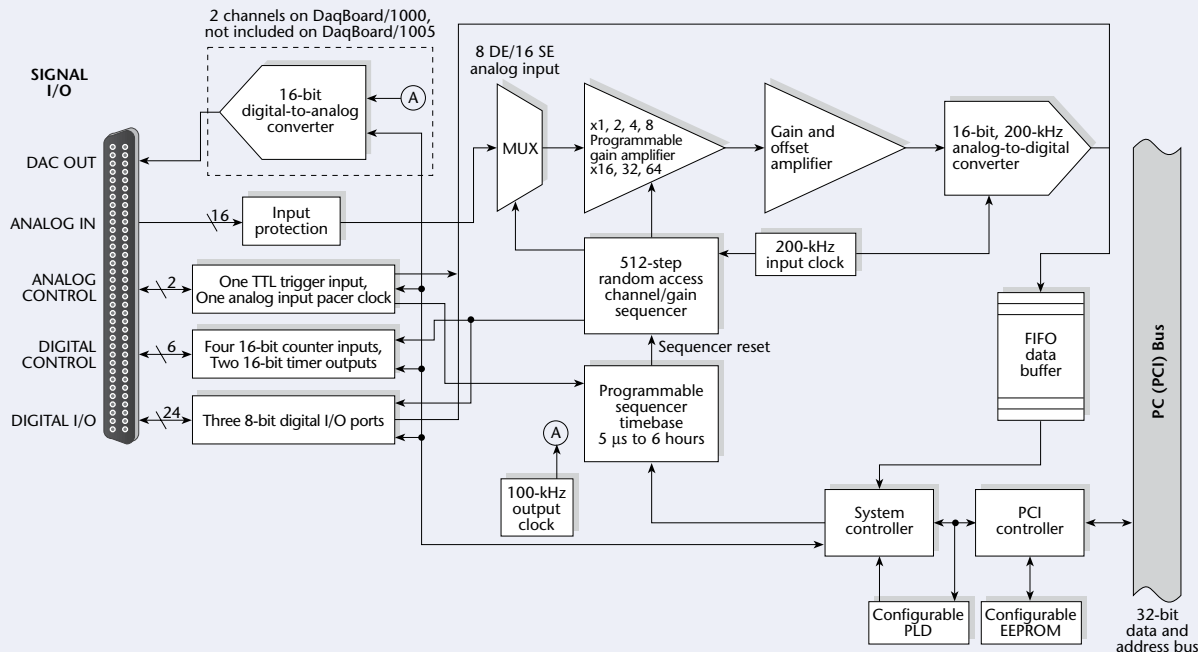 2 channels on DaqBoard/1000,
not included on DaqBoard/1005
SIGNAL
I/O
16-bit
digital-to-analog
converter
A
8 DE/16 SE
analog input
MUX
x1, 2, 4, 8
Programmable
gain amplifier
x16, 32, 64
Gain and
offset
amplifier
16-bit, 200-kHz
analog-to-digital
converter
DAC OUT
ANALOG IN
16
Input
protection
ANALOG
CONTROL
2
One TTL trigger input,
One analog input pacer clock
512-step
random access
channel/gain
sequencer
200-kHz
input clock
DIGITAL
CONTROL
6
Four 16-bit counter inputs,
Two 16-bit timer outputs
Sequencer reset
FIFO
data
buffer
PC (PCI) Bus
DIGITAL I/O
24
Three 8-bit digital I/O ports
Programmable
sequencer
timebase
5 µs to 6 hours
A
100-kHz
output
clock
System
controller
PCI
controller
Configurable
PLD
Configurable
EEPROM
32-bit
data and
address bus